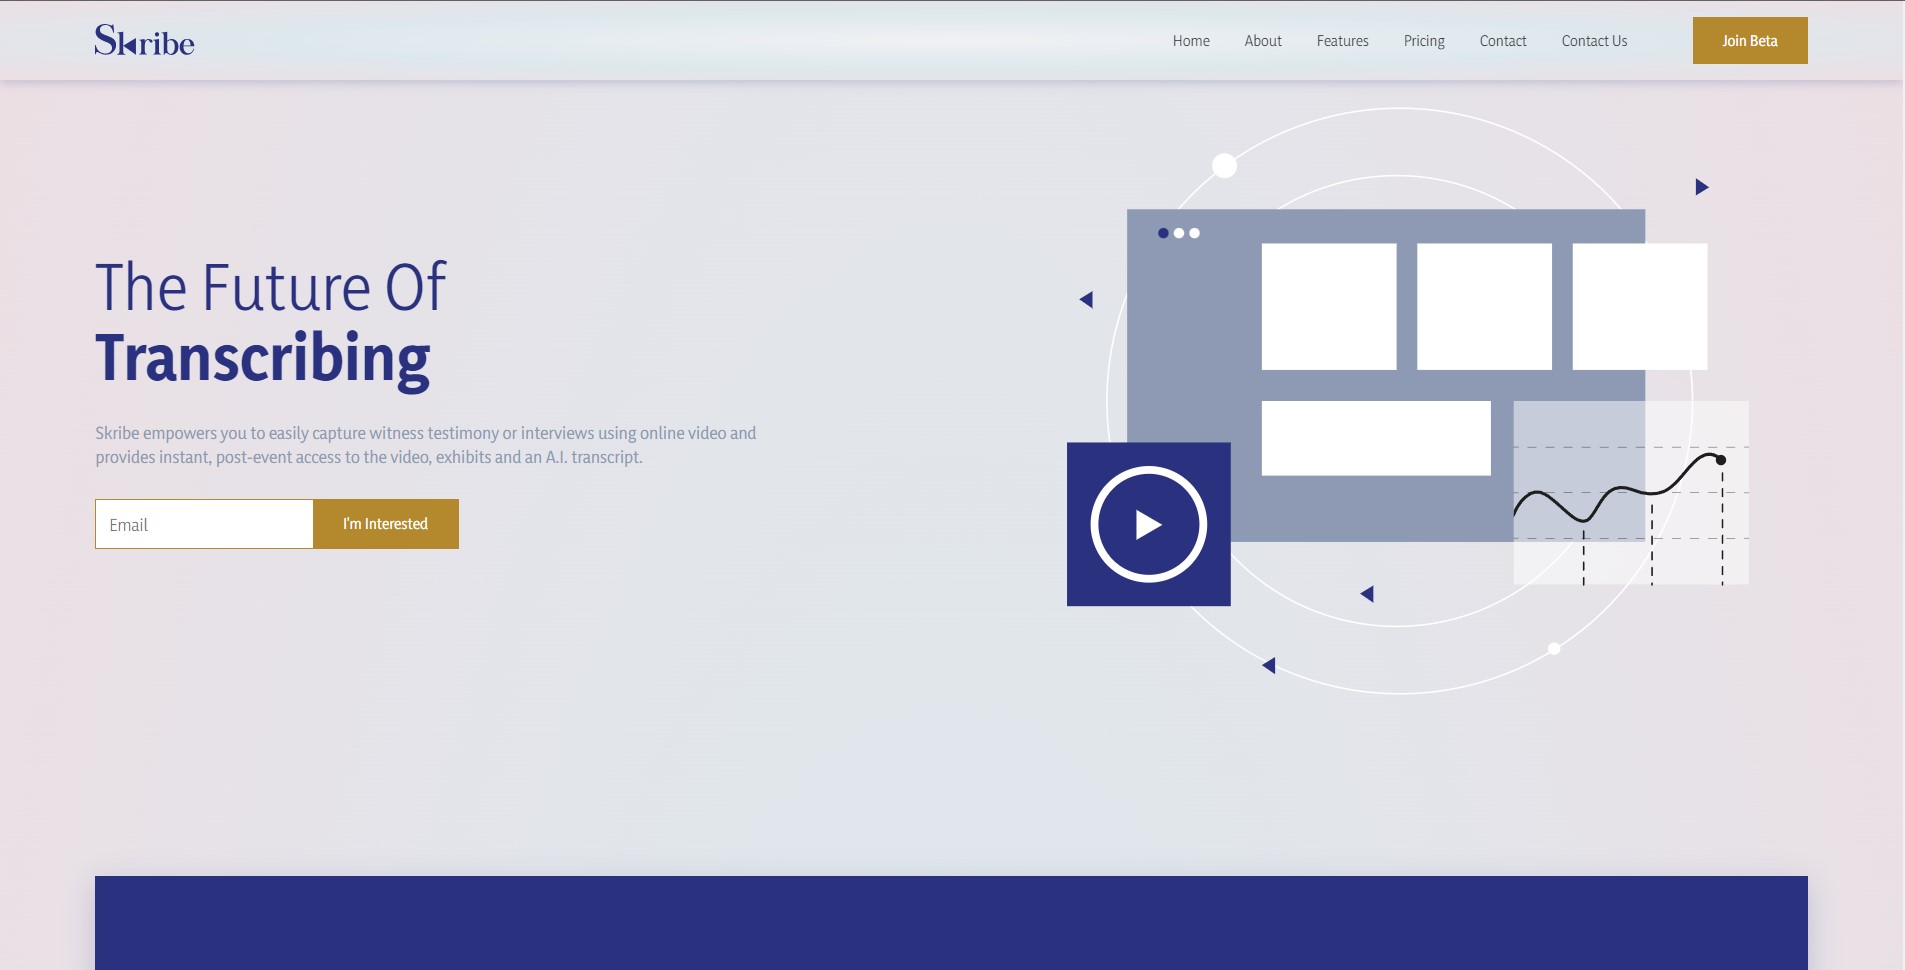 Skribe
Home
About
Features
Pricing
Contact
Contact Us
Join Beta
The Future Of
Transcribing
Skribe empowers you to easily capture witness testimony or interviews using online video and
provides instant, post-event access to the video, exhibits and an A.I. transcript.
Email
I'm Interested